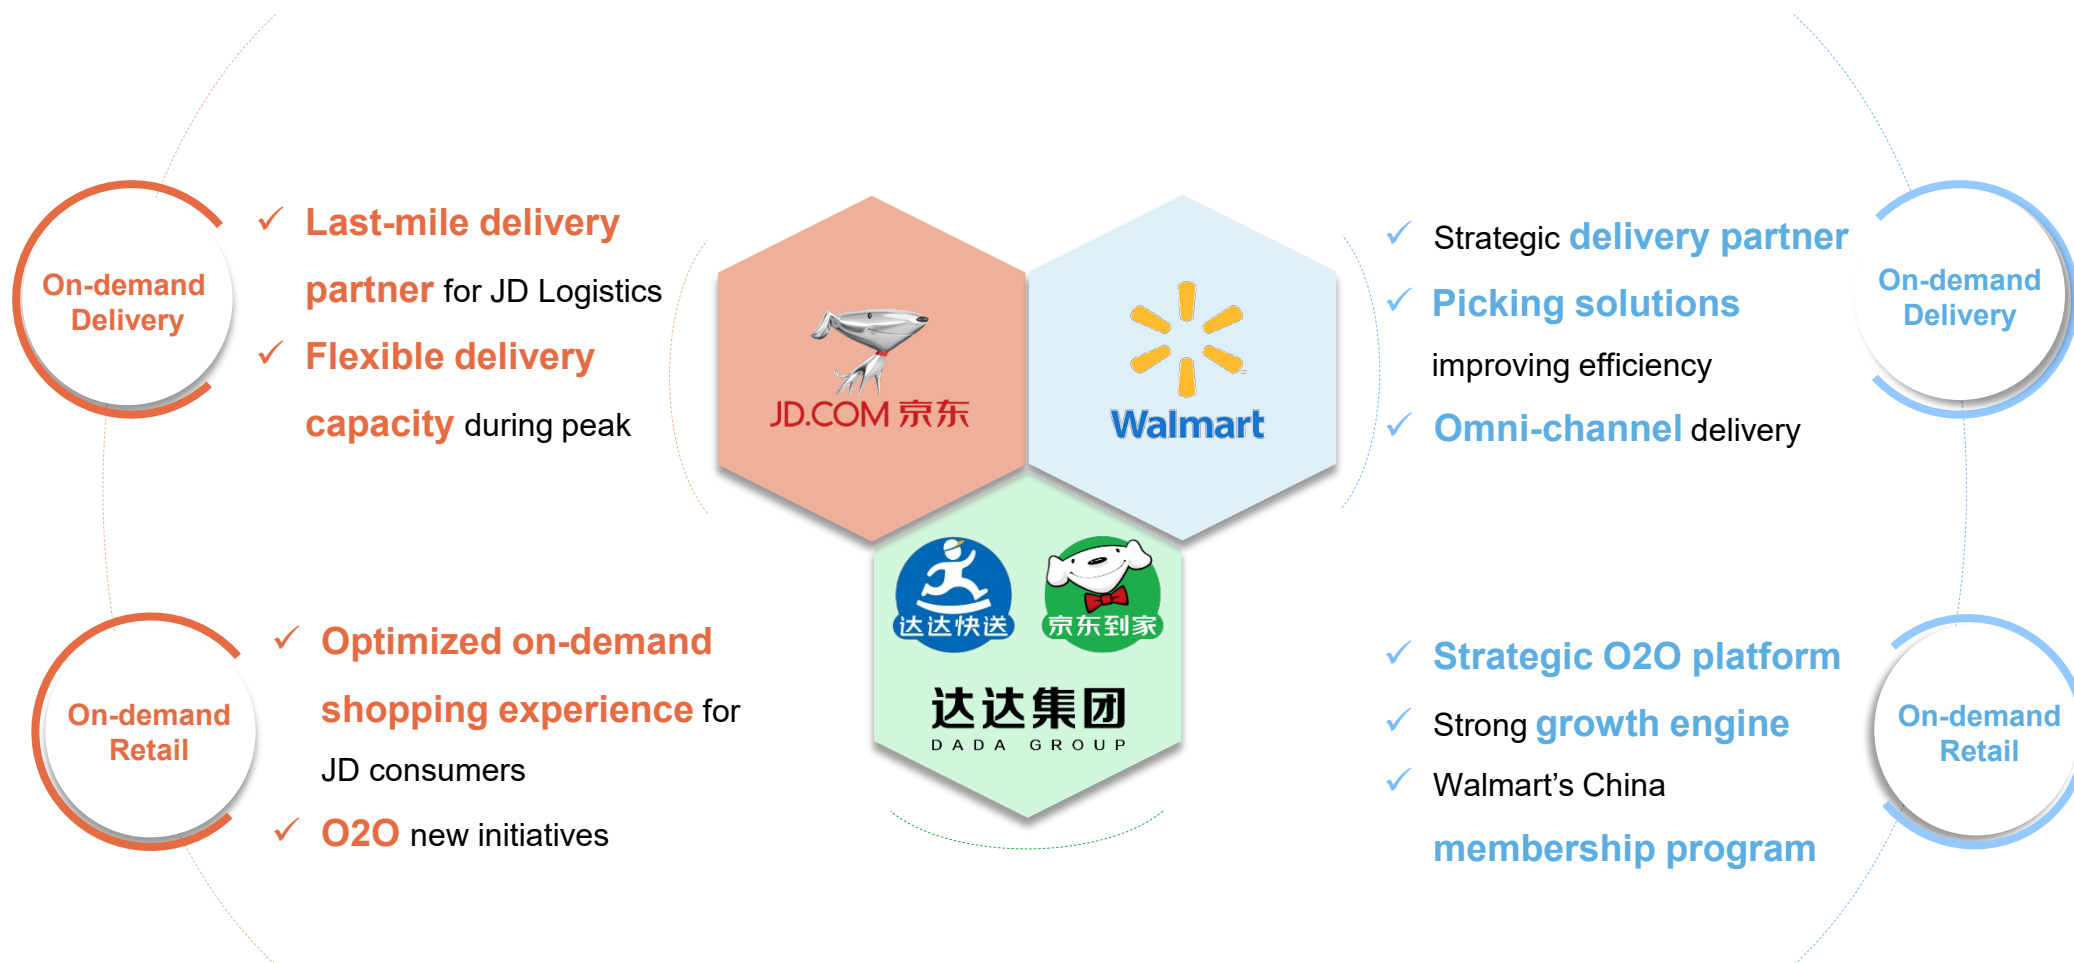 On-demand
Delivery
✓ Last-mile delivery
partner for JD Logistics
✓ Flexible delivery
capacity during peak
On-demand
Retail
✓ Optimized on-demand
shopping experience for
JD consumers
✓ O2O new initiatives
JD.COM 京东
Walmart
达达快送
京东到家
达达集团
DADA GROUP
✓ Strategic delivery partner
✓ Picking solutions
improving efficiency
✓ Omni-channel delivery
On-demand
Delivery
✓ Strategic O2O platform
✓ Strong growth engine
✓ Walmart’s China
membership program
On-demand
Retail